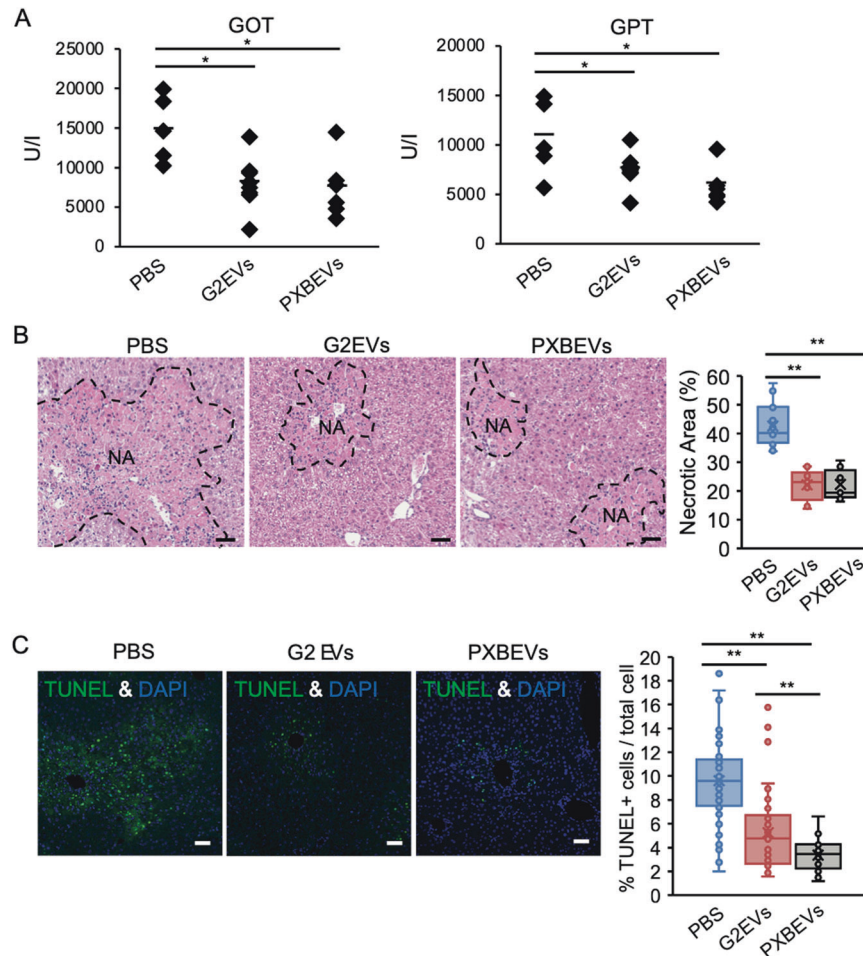 A
GOT
GPT
U/I
25000
20000
15000
10000
5000
0
*
*
PBS
G2EVs
PXBEVs
U/I
20000
15000
10000
5000
0
*
*
PBS
G2EVs
PXBEVs
B
PBS
G2EVs
PXBEVs
NA
NA
NA
NA
Necrotic Area (%)
60
50
40
30
20
10
0
**
**
PBS
G2EVs
PXBEVs
C
PBS
G2 EVs
PXBEVs
TUNEL & DAPI
TUNEL & DAPI
TUNEL & DAPI
% TUNEL+ cells / total cell
20
18
16
14
12
10
8
6
4
2
0
**
**
**
PBS
G2EVs
PXBEVs